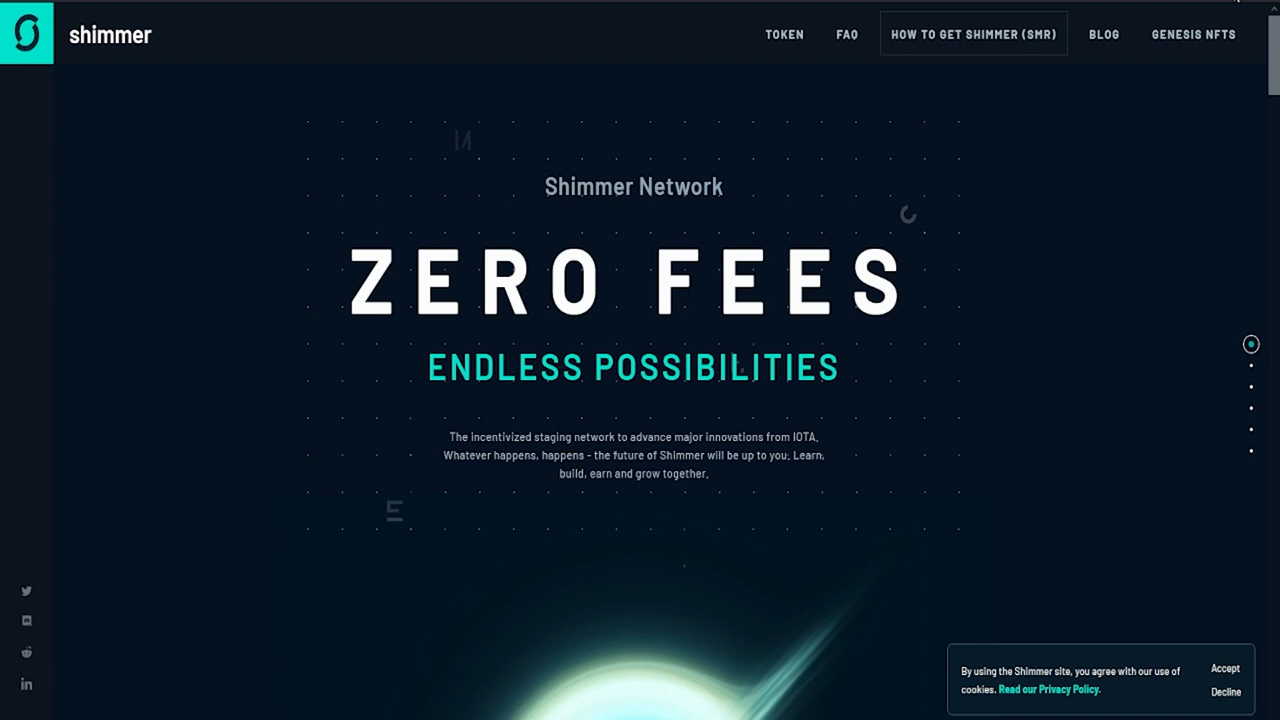 shimmer
TOKEN
FAQ
HOW TO GET SHIMMER (SMR)
BLOG
GENESIS NFTS
Shimmer Network
ZERO FEES
ENDLESS POSSIBILITIES
The incentivized staging network to advance major innovations from IOTA.
Whatever happens, happens - the future of Shimmer will be up to you. Learn,
build, earn and grow together.
By using the Shimmer site, you agree with our use of
cookies. Read our Privacy Policy.
Accept
Decline